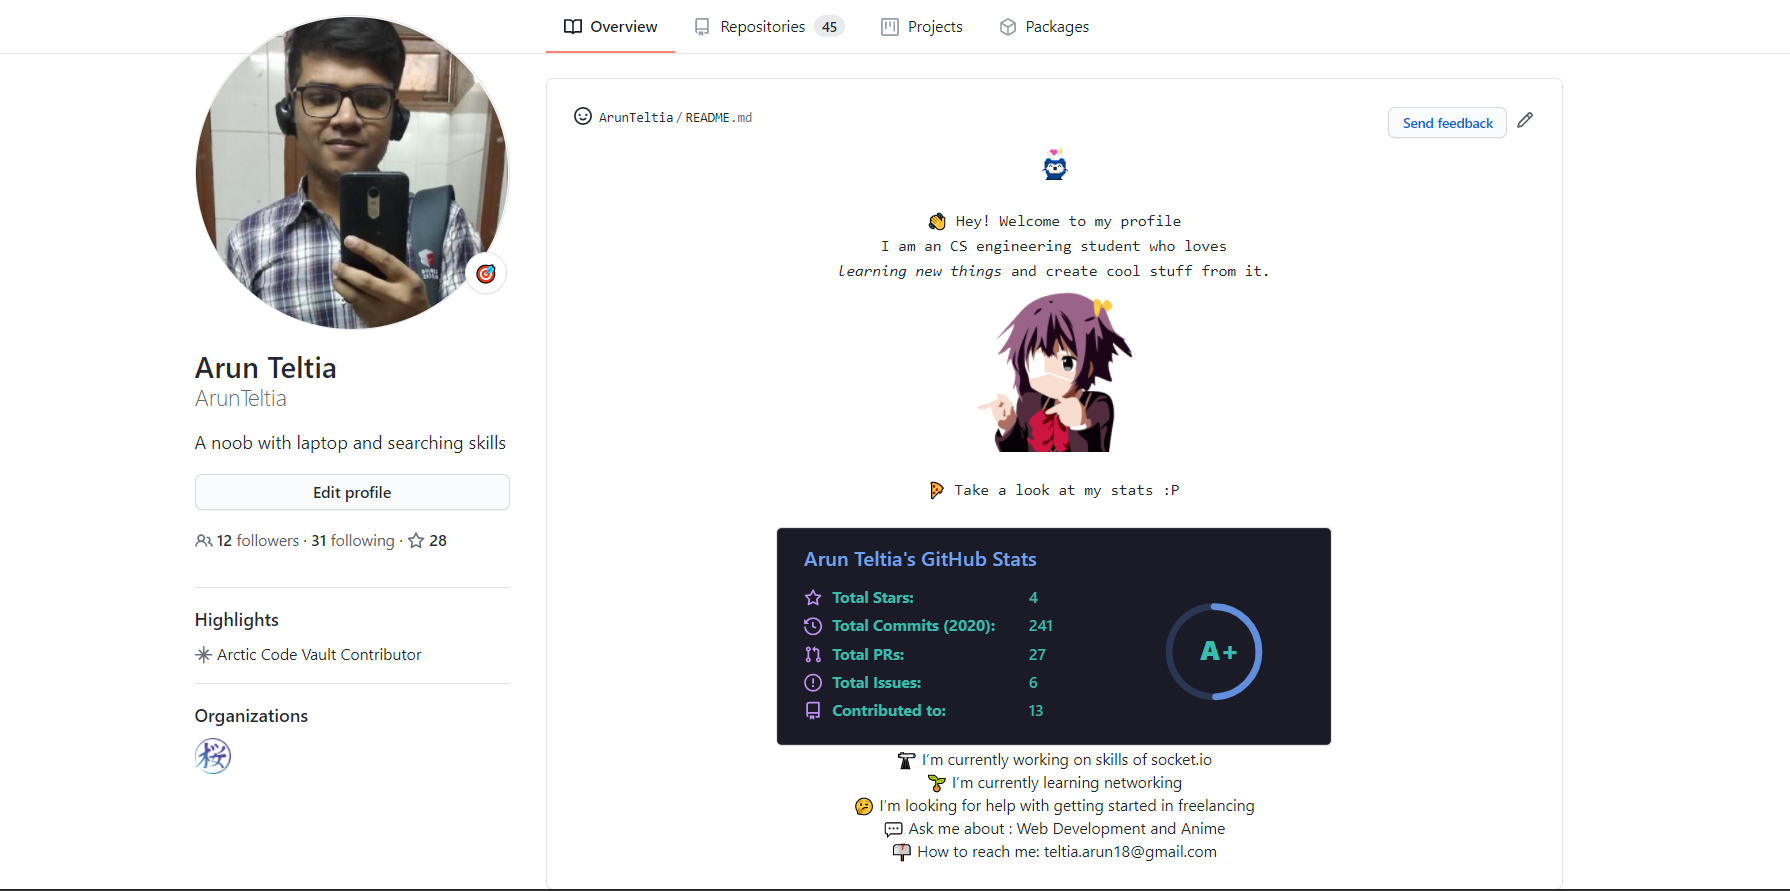 Overview
Repositories 45
Projects
Packages
Arun Teltia
ArunTeltia
A noob with laptop and searching skills
Edit profile
12 followers · 31 following · 28
Highlights
Arctic Code Vault Contributor
Organizations
桜
ArunTeltia/README.md
Send feedback
👋 Hey! Welcome to my profile
I am an CS engineering student who loves
learning new things and create cool stuff from it.
🍕 Take a look at my stats :P
Arun Teltia's GitHub Stats
Total Stars: 4
Total Commits (2020): 241
Total PRs: 27
Total Issues: 6
Contributed to: 13
A+
I’m currently working on skills of socket.io
🌱 I’m currently learning networking
🤔 I’m looking for help with getting started in freelancing
💬 Ask me about : Web Development and Anime
📫 How to reach me: teltia.arun18@gmail.com